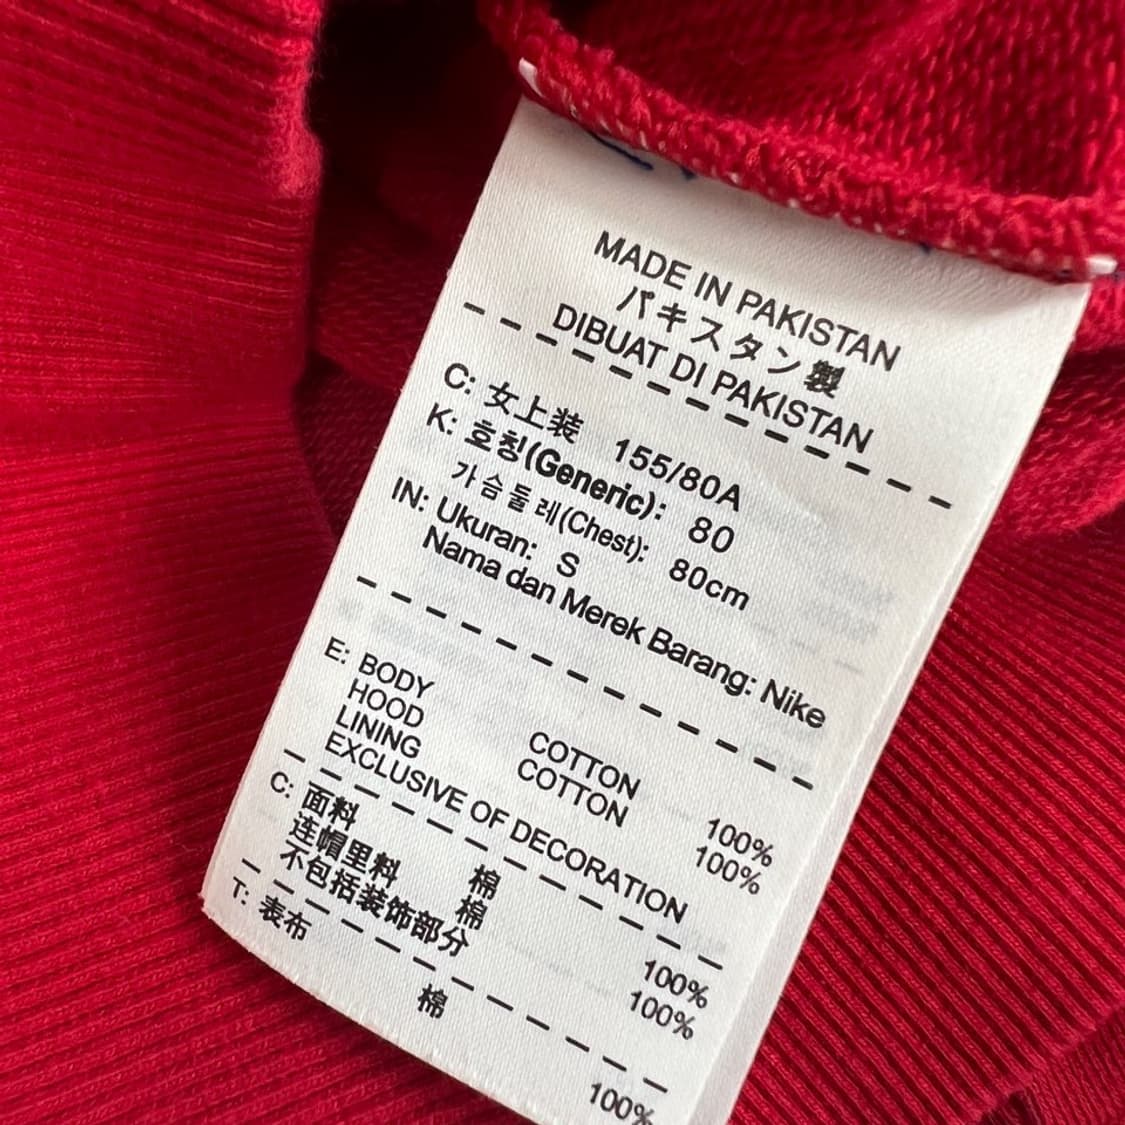 MADE IN PAKISTAN
パキスタン製
DIBUAT DI PAKISTAN
C: 女上装 155/80A
K: 호칭(Generic): 80
가슴둘레(Chest): 80cm
IN: Ukuran: S
Nama dan Merek Barang: Nike
E: BODY COTTON 100%
HOOD LINING COTTON 100%
EXCLUSIVE OF DECORATION
C: 面料 棉 100%
连帽里料 棉 100%
不包括装饰部分
T: 表布 棉 100%